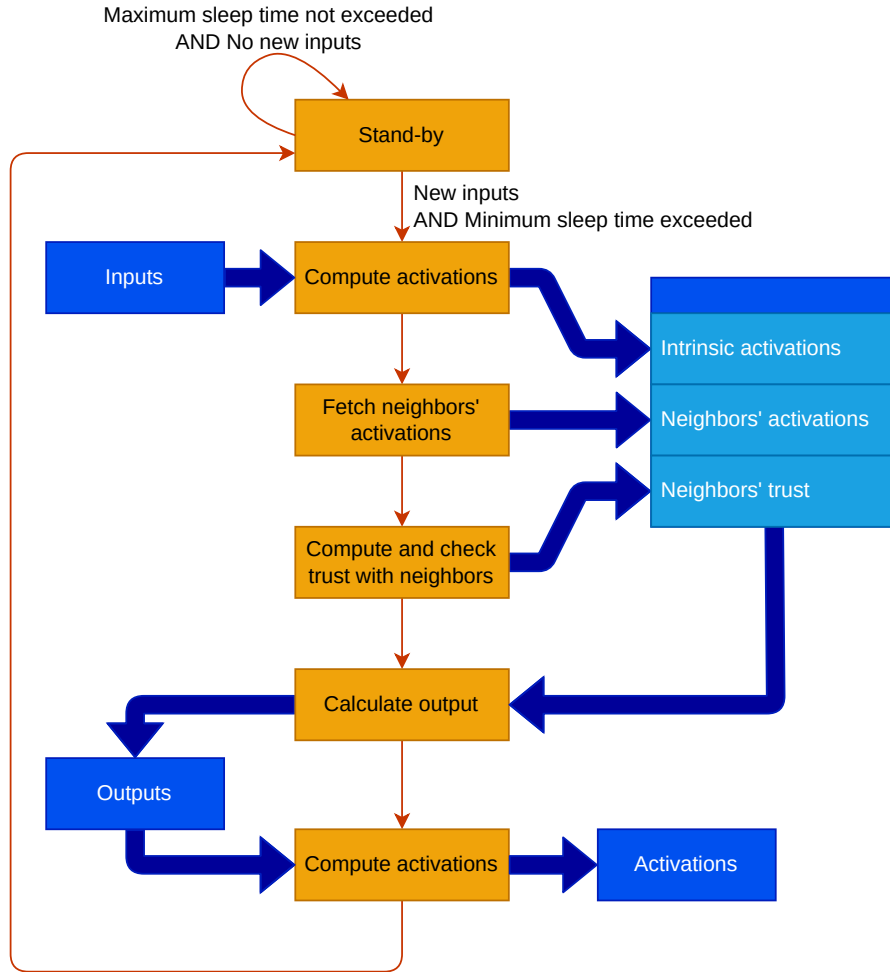 Maximum sleep time not exceeded
AND No new inputs
Stand-by
New inputs
AND Minimum sleep time exceeded
Inputs
Compute activations
Intrinsic activations
Fetch neighbors'
activations
Neighbors' activations
Neighbors' trust
Compute and check
trust with neighbors
Calculate output
Outputs
Compute activations
Activations